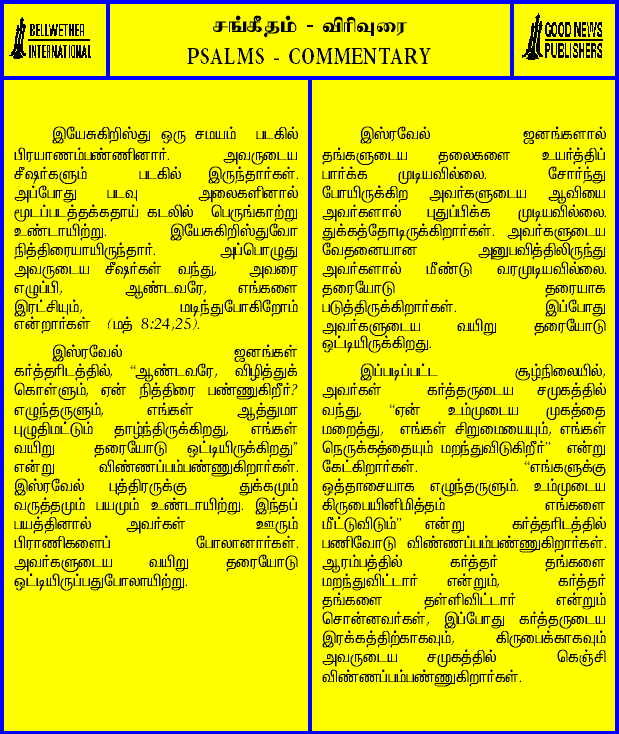 BELLWETHER
INTERNATIONAL
சங்கீதம் - விரிவுரை
PSALMS - COMMENTARY
GOOD NEWS
PUBLISHERS
இயேசுகிறிஸ்து ஒரு சமயம் படகில்
பிரயாணம்பண்ணினார். அவருடைய
சீஷர்களும் படகில் இருந்தார்கள்.
அப்போது படவு அலைகளினால்
மூடப்படத்தக்கதாய் கடலில் பெருங்காற்று
உண்டாயிற்று. இயேசுகிறிஸ்துவோ
நித்திரையாயிருந்தார். அப்பொழுது
அவருடைய சீஷர்கள் வந்து, அவரை
எழுப்பி, ஆண்டவரே, எங்களை
இரட்சியும், மடிந்துபோகிறோம்
என்றார்கள் (மத் 8:24,25).
இஸ்ரவேல் ஜனங்கள்
கர்த்தரிடத்தில், “ஆண்டவரே, விழித்துக்
கொள்ளும், ஏன் நித்திரை பண்ணுகிறீர்?
எழுந்தருளும், எங்கள் ஆத்துமா
புழுதிமட்டும் தாழ்ந்திருக்கிறது, எங்கள்
வயிறு தரையோடு ஒட்டியிருக்கிறது”
என்று விண்ணப்பம்பண்ணுகிறார்கள்.
இஸ்ரவேல் புத்திரருக்கு துக்கமும்
வருத்தமும் பயமும் உண்டாயிற்று. இந்தப்
பயத்தினால் அவர்கள் ஊரும்
பிராணிகளைப் போலானார்கள்.
அவர்களுடைய வயிறு தரையோடு
ஒட்டியிருப்பதுபோலாயிற்று.
இஸ்ரவேல் ஜனங்களால்
தங்களுடைய தலைகளை உயர்த்திப்
பார்க்க முடியவில்லை. சோர்ந்து
போயிருக்கிற அவர்களுடைய ஆவியை
அவர்களால் புதுப்பிக்க முடியவில்லை.
துக்கத்தோடிருக்கிறார்கள். அவர்களுடைய
வேதனையான அனுபவித்திலிருந்து
அவர்களால் மீண்டு வரமுடியவில்லை.
தரையோடு தரையாக
படுத்திருக்கிறார்கள். இப்போது
அவர்களுடைய வயிறு தரையோடு
ஒட்டியிருக்கிறது.
இப்படிப்பட்ட சூழ்நிலையில்,
அவர்கள் கர்த்தருடைய சமுகத்தில்
வந்து, “ஏன் உம்முடைய முகத்தை
மறைத்து, எங்கள் சிறுமையையும், எங்கள்
நெருக்கத்தையும் மறந்துவிடுகிறீர்” என்று
கேட்கிறார்கள். “எங்களுக்கு
ஒத்தாசையாக எழுந்தருளும். உம்முடைய
கிருபையினிமித்தம் எங்களை
மீட்டுவிடும்” என்று கர்த்தரிடத்தில்
பணிவோடு விண்ணப்பம்பண்ணுகிறார்கள்.
ஆரம்பத்தில் கர்த்தர் தங்களை
மறந்துவிட்டார் என்றும், கர்த்தர்
தங்களை தள்ளிவிட்டார் என்றும்
சொன்னவர்கள், இப்போது கர்த்தருடைய
இரக்கத்திற்காகவும், கிருபைக்காகவும்
அவருடைய சமுகத்தில் கெஞ்சி
விண்ணப்பம்பண்ணுகிறார்கள்.